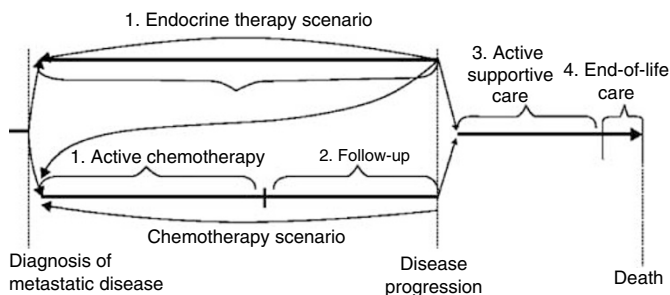 1. Endocrine therapy scenario
3. Active
supportive
care
4. End-of-life
care
1. Active chemotherapy
2. Follow-up
Chemotherapy scenario
Diagnosis of
metastatic disease
Disease
progression
Death